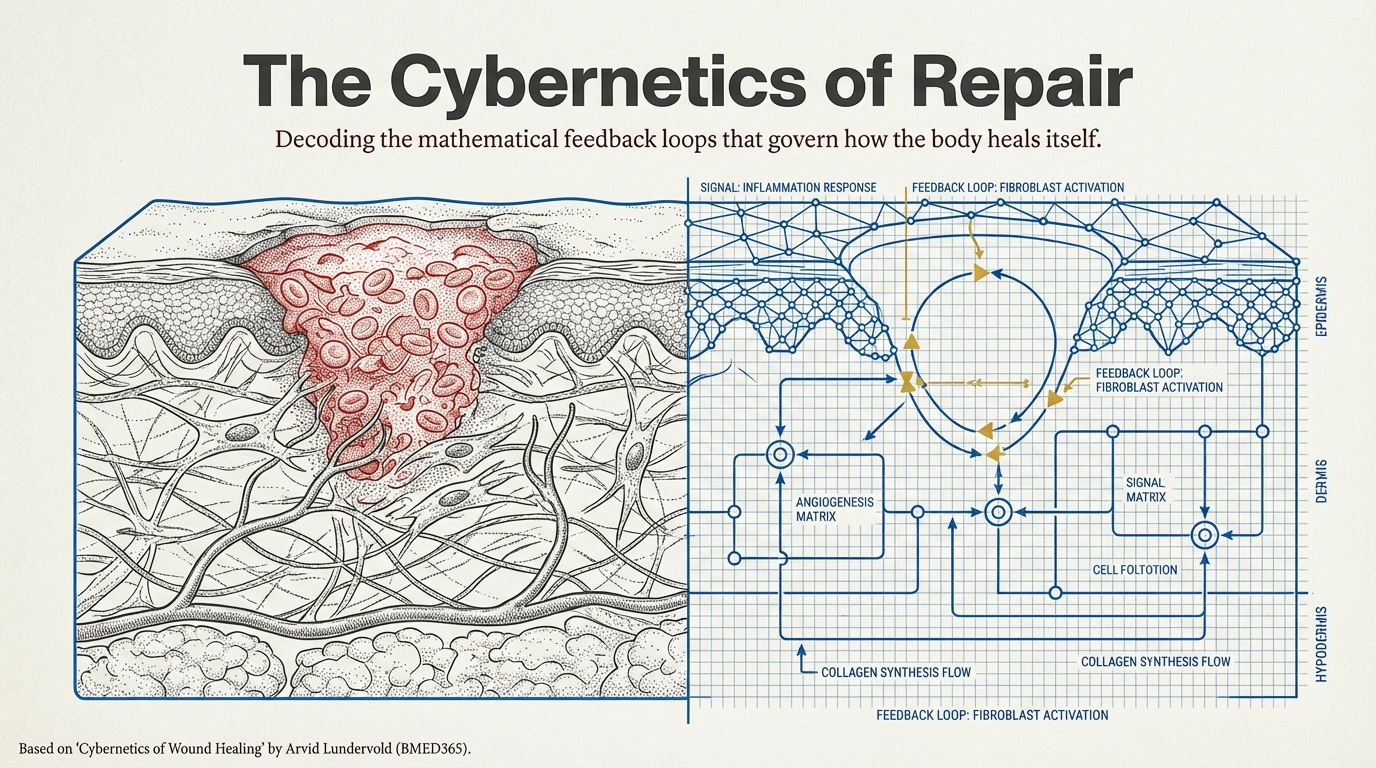 The Cybernetics of Repair
Decoding the mathematical feedback loops that govern how the body heals itself.
SIGNAL: INFLAMMATION RESPONSE
FEEDBACK LOOP: FIBROBLAST ACTIVATION
EPIDERMIS
FEEDBACK LOOP:
FIBROBLAST ACTIVATION
SIGNAL
MATRIX
DERMIS
ANGIOGENESIS
MATRIX
CELL FOLTOTION
HYPODERMIS
COLLAGEN SYNTHESIS FLOW
COLLAGEN SYNTHESIS FLOW
FEEDBACK LOOP: FIBROBLAST ACTIVATION
Based on ‘Cybernetics of Wound Healing’ by Arvid Lundervold (BMED365).